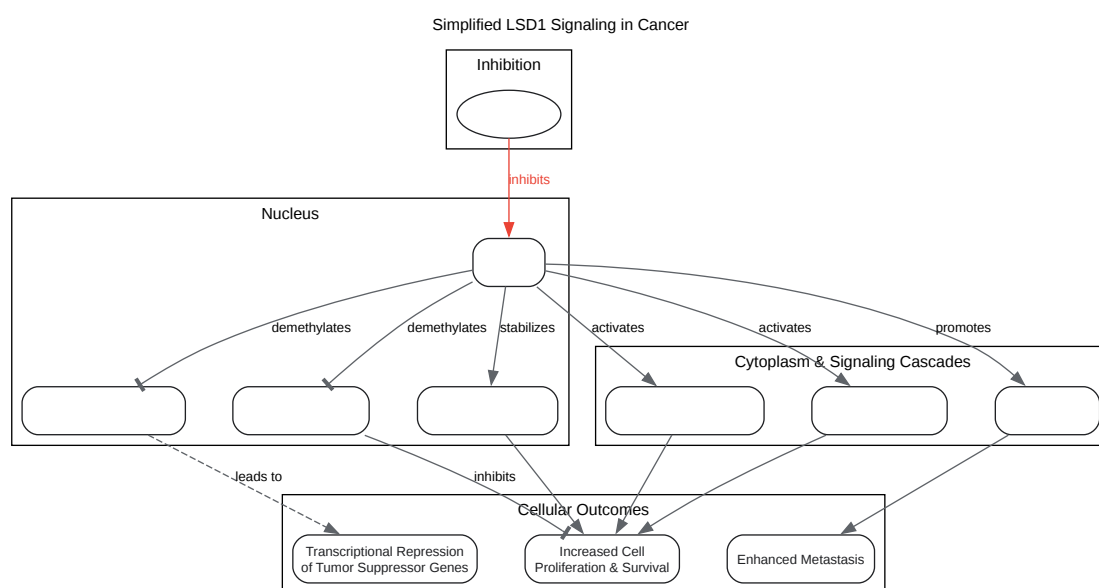 Simplified LSD1 Signaling in Cancer
Inhibition
inhibits
Nucleus
demethylates
demethylates
stabilizes
activates
activates
promotes
Cytoplasm & Signaling Cascades
leads to
inhibits
Cellular Outcomes
Transcriptional Repression
of Tumor Suppressor Genes
Increased Cell
Proliferation & Survival
Enhanced Metastasis